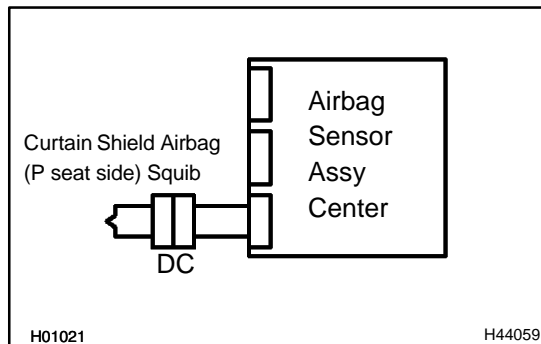 Airbag
Sensor
Assy
Center
Curtain Shield Airbag
(P seat side) Squib
DC
H01021
H44059